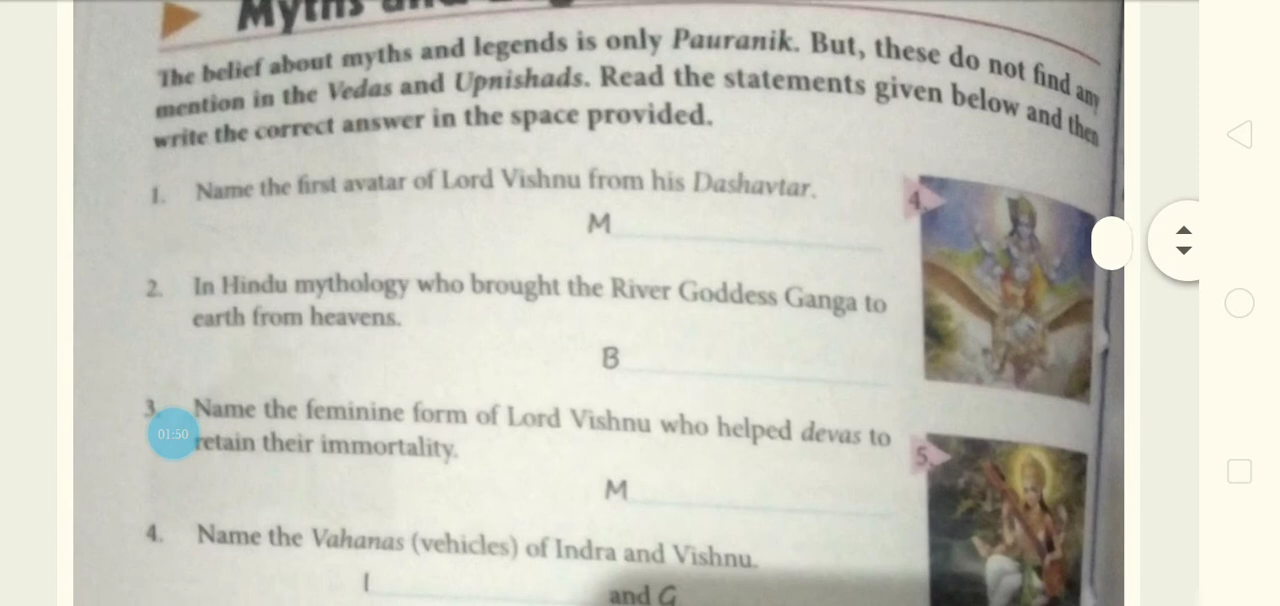 The belief about myths and legends is only Pauranik. But, these do not find any
mention in the Vedas and Upnishads. Read the statements given below and then
write the correct answer in the space provided.
1. Name the first avatar of Lord Vishnu from his Dashavtar.
4.
M
2. In Hindu mythology who brought the River Goddess Ganga to
earth from heavens.
B
3. Name the feminine form of Lord Vishnu who helped devas to
01:50
retain their immortality.
5.
M
4. Name the Vahanas (vehicles) of Indra and Vishnu.
I and G